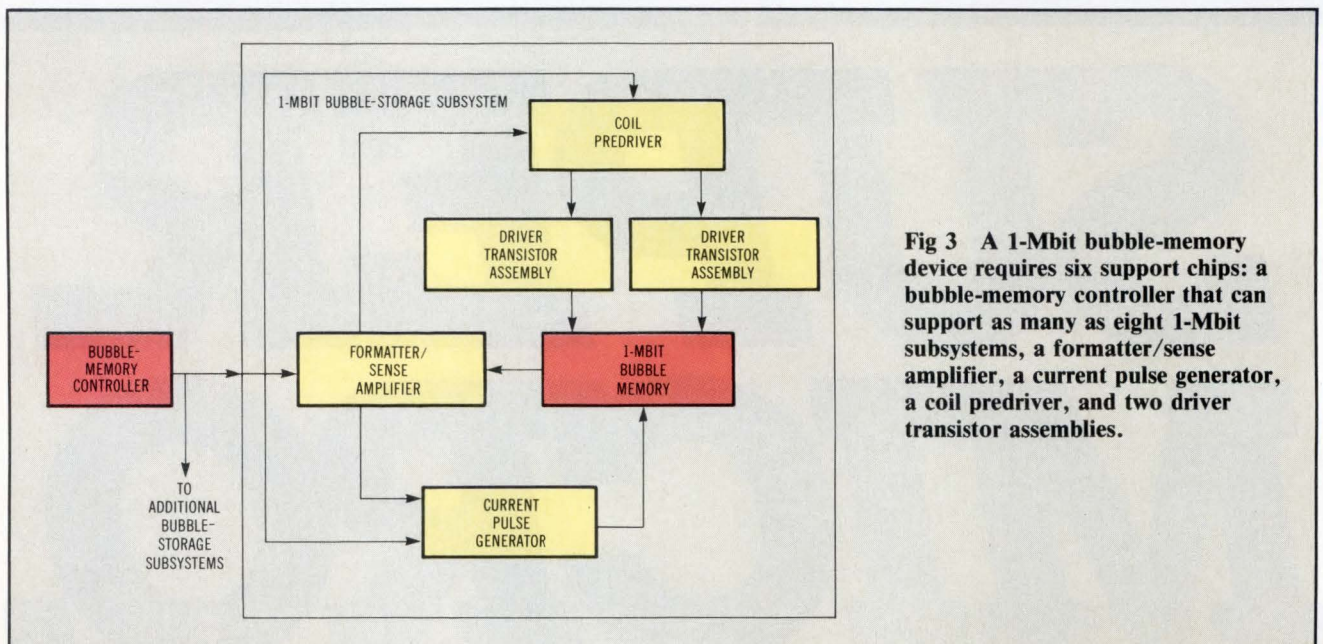 1-MBIT BUBBLE-STORAGE SUBSYSTEM
COIL
PREDRIVER
DRIVER
TRANSISTOR
ASSEMBLY
DRIVER
TRANSISTOR
ASSEMBLY
BUBBLE-
MEMORY
CONTROLLER
FORMATTER/
SENSE
AMPLIFIER
1-MBIT
BUBBLE
MEMORY
TO
ADDITIONAL
BUBBLE-
STORAGE
SUBSYSTEMS
CURRENT
PULSE
GENERATOR
Fig 3 A 1-Mbit bubble-memory
device requires six support chips: a
bubble-memory controller that can
support as many as eight 1-Mbit
subsystems, a formatter/sense
amplifier, a current pulse generator,
a coil predriver, and two driver
transistor assemblies.